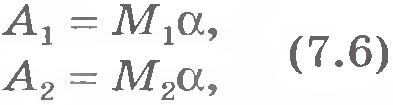 A₁ = M₁α,
A₂ = M₂α, (7.6)